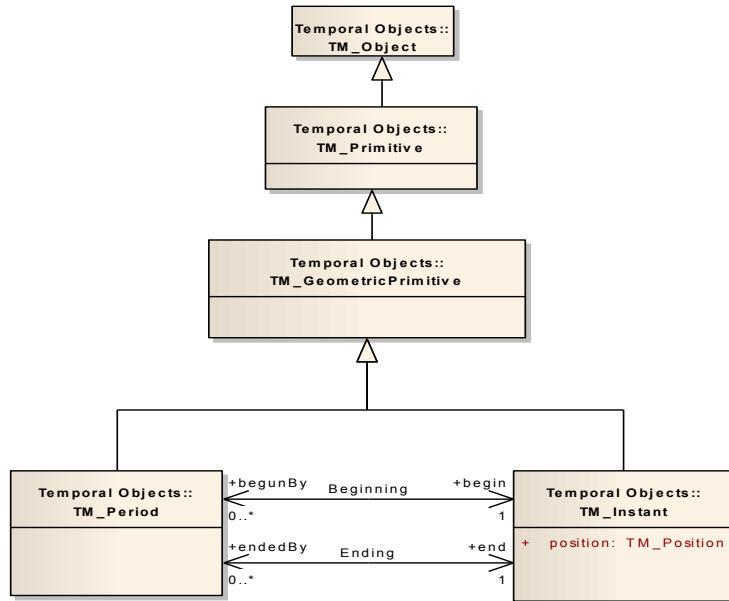 Temporal Objects::
TM_Object
Temporal Objects::
TM_Primitive
Temporal Objects::
TM_GeometricPrimitive
Temporal Objects::
TM_Period
+begunBy
Beginning
+begin
0..*
1
+endedBy
Ending
+end
0..*
1
Temporal Objects::
TM_Instant
+ position: TM_Position